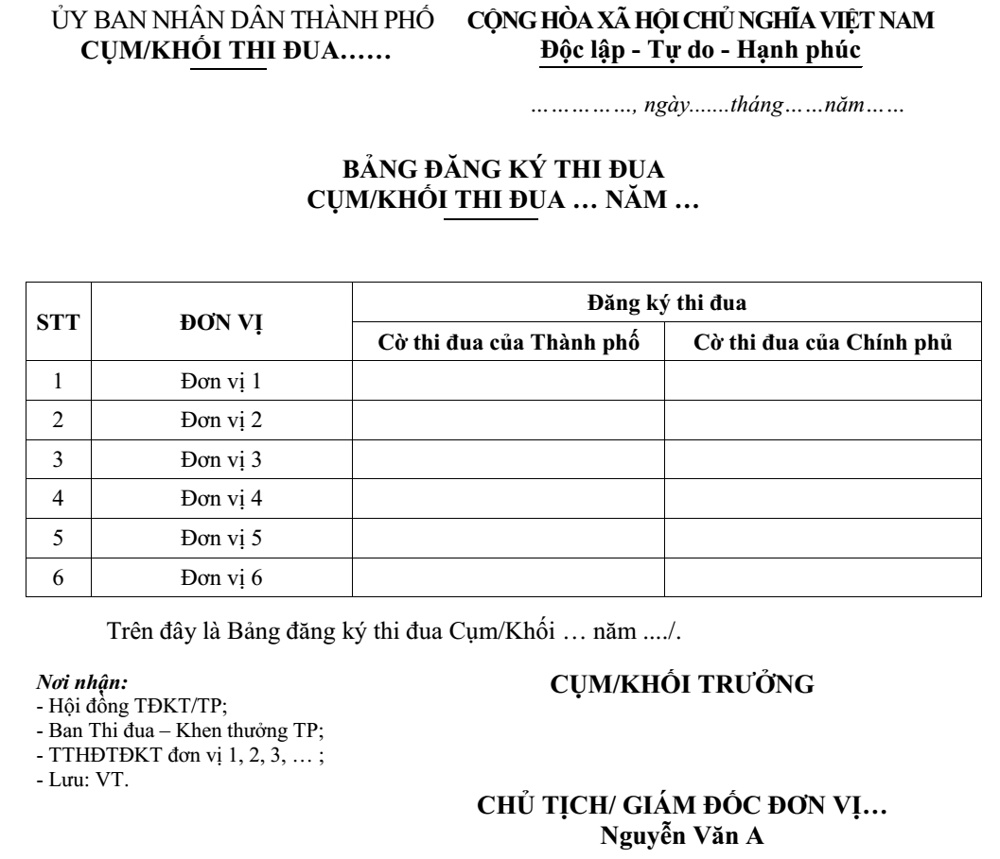 ỦY BAN NHÂN DÂN THÀNH PHỐ
CỤM/KHỐI THI ĐUA……
CỘNG HÒA XÃ HỘI CHỦ NGHĨA VIỆT NAM
Độc lập - Tự do - Hạnh phúc
……………, ngày.......tháng……năm……
BẢNG ĐĂNG KÝ THI ĐUA
CỤM/KHỐI THI ĐUA … NĂM …
STT
ĐƠN VỊ
Đăng ký thi đua
Cờ thi đua của Thành phố
Cờ thi đua của Chính phủ
1 Đơn vị 1
2 Đơn vị 2
3 Đơn vị 3
4 Đơn vị 4
5 Đơn vị 5
6 Đơn vị 6
Trên đây là Bảng đăng ký thi đua Cụm/Khối … năm ..../.
Nơi nhận:
- Hội đồng TĐKT/TP;
- Ban Thi đua – Khen thưởng TP;
- TTHĐTĐKT đơn vị 1, 2, 3, … ;
- Lưu: VT.
CỤM/KHỐI TRƯỞNG
CHỦ TỊCH/ GIÁM ĐỐC ĐƠN VỊ…
Nguyễn Văn A